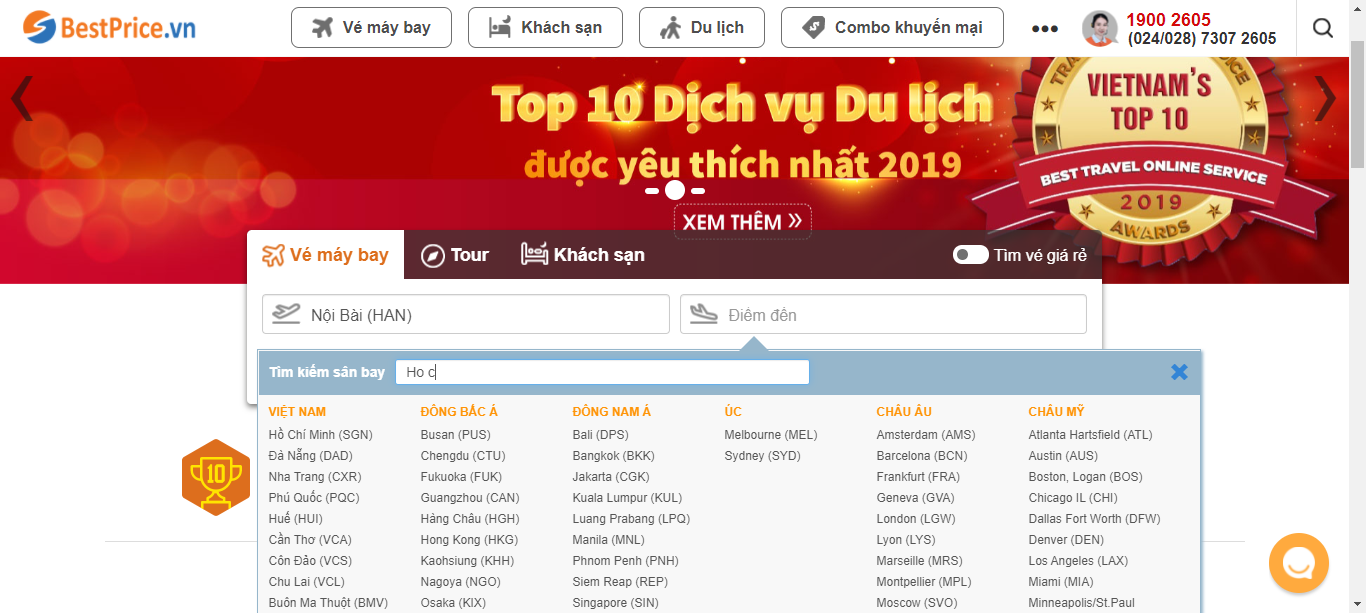 BestPrice.vn
Vé máy bay
Khách sạn
Du lịch
Combo khuyến mại
1900 2605
(024/028) 7307 2605
Top 10 Dịch vụ Du lịch
được yêu thích nhất 2019
XEM THÊM »
VIETNAM'S
TOP 10
BEST TRAVEL ONLINE SERVICE
2019
AWARDS
Vé máy bay
Tour
Khách sạn
Tìm vé giá rẻ
Nội Bài (HAN)
Điểm đến
Tìm kiếm sân bay
Ho c
VIỆT NAM
Hồ Chí Minh (SGN)
Đà Nẵng (DAD)
Nha Trang (CXR)
Phú Quốc (PQC)
Huế (HUI)
Cần Thơ (VCA)
Côn Đảo (VCS)
Chu Lai (VCL)
Buôn Ma Thuột (BMV)
ĐÔNG BẮC Á
Busan (PUS)
Chengdu (CTU)
Fukuoka (FUK)
Guangzhou (CAN)
Hàng Châu (HGH)
Hong Kong (HKG)
Kaohsiung (KHH)
Nagoya (NGO)
Osaka (KIX)
ĐÔNG NAM Á
Bali (DPS)
Bangkok (BKK)
Jakarta (CGK)
Kuala Lumpur (KUL)
Luang Prabang (LPQ)
Manila (MNL)
Phnom Penh (PNH)
Siem Reap (REP)
Singapore (SIN)
ÚC
Melbourne (MEL)
Sydney (SYD)
CHÂU ÂU
Amsterdam (AMS)
Barcelona (BCN)
Frankfurt (FRA)
Geneva (GVA)
London (LGW)
Lyon (LYS)
Marseille (MRS)
Montpellier (MPL)
Moscow (SVO)
CHÂU MỸ
Atlanta Hartsfield (ATL)
Austin (AUS)
Boston, Logan (BOS)
Chicago IL (CHI)
Dallas Fort Worth (DFW)
Denver (DEN)
Los Angeles (LAX)
Miami (MIA)
Minneapolis/St.Paul
10